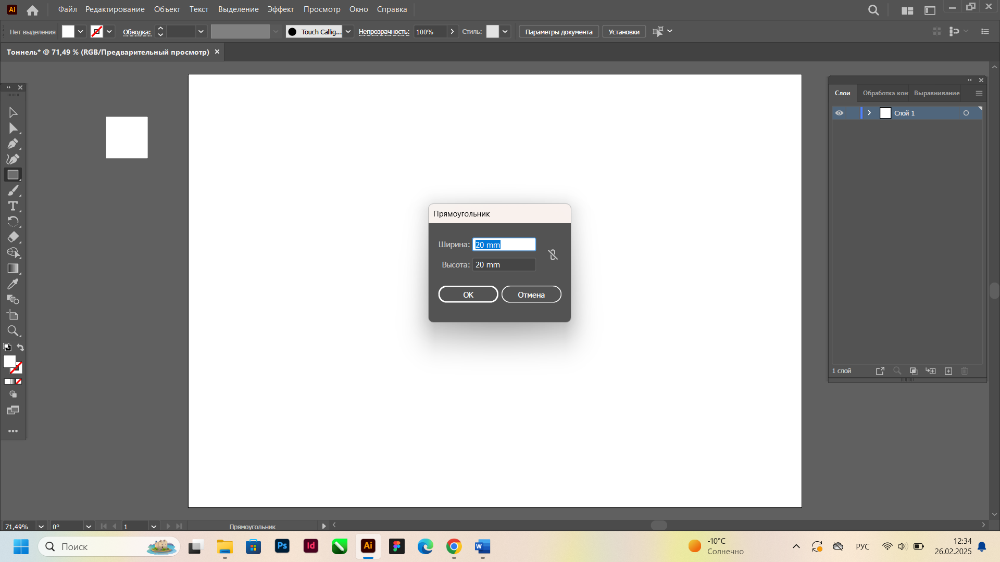 Ai Файл Редактирование Объект Текст Выделение Эффект Просмотр Окно Справка
Нет выделения Обводка: Touch Callig... Непрозрачность: 100% Стиль: Параметры документа Установки
Тоннель* @ 71,49 % (RGB/Предварительный просмотр)
Слои Обработка кон Выравнивание
Слой 1
Прямоугольник
Ширина: 20 mm
Высота: 20 mm
ОК Отмена
1 слой
71,49% 0° 1 Прямоугольник
Поиск Ps Id Ai W -10°C Солнечно РУС 12:34
26.02.2025